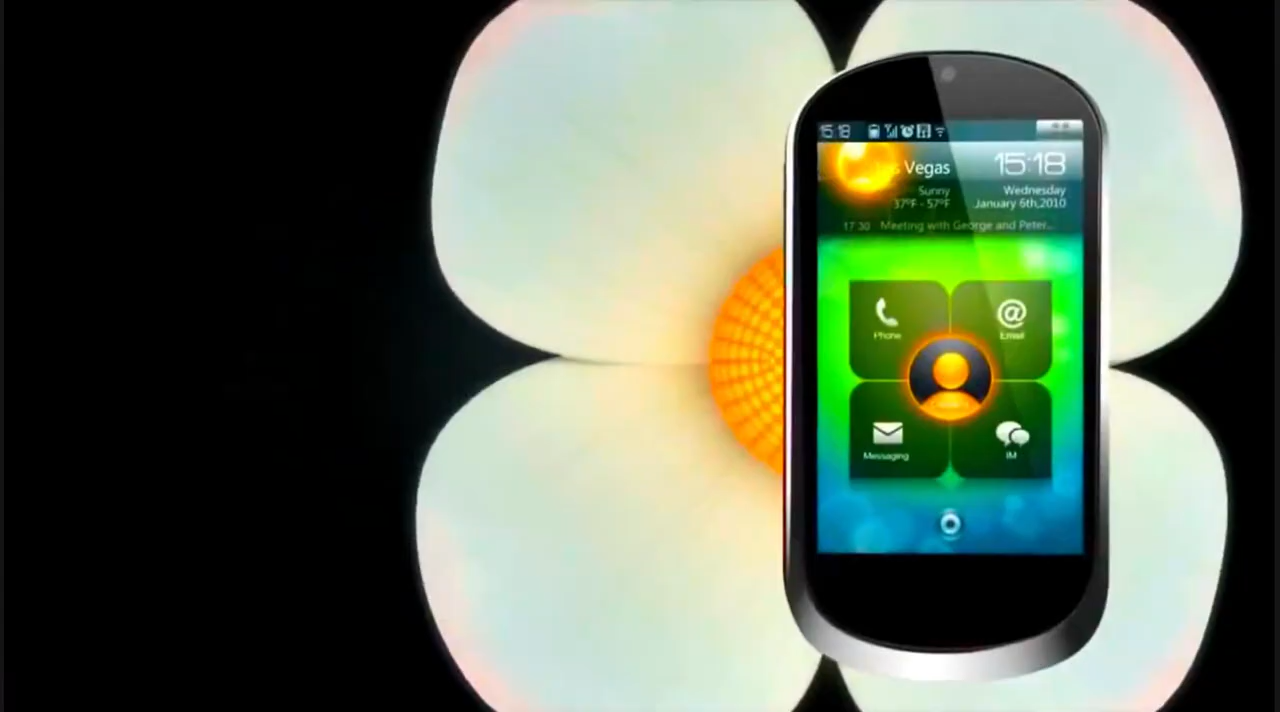 15 18
Vegas
15:18
Sunny
Wednesday
37°F - 57°F
January 6th,2010
17 30 Meeting with George and Peter...
Phone
Email
Messaging
IM